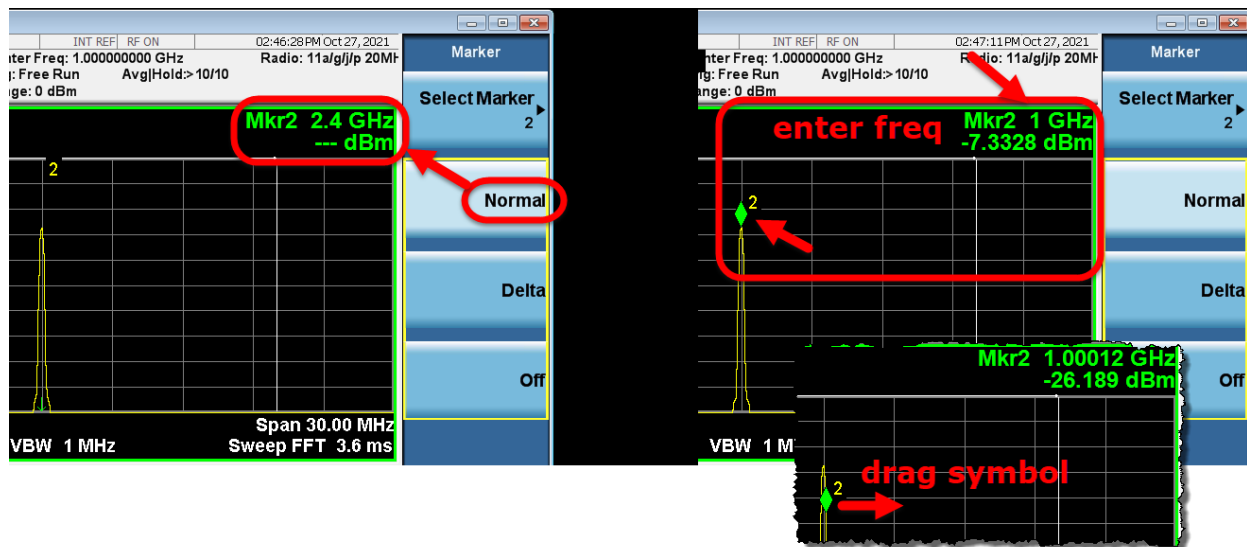 INT REF RF ON 02:46:28 PM Oct 27, 2021
nter Freq: 1.000000000 GHz Radio: 11a/g/j/p 20MH
g: Free Run Avg|Hold:> 10/10
nge: 0 dBm
Marker
Select Marker
2
Mkr2 2.4 GHz
--- dBm
2
Normal
Delta
Off
Span 30.00 MHz
VBW 1 MHz Sweep FFT 3.6 ms
INT REF RF ON 02:47:11 PM Oct 27, 2021
nter Freq: 1.000000000 GHz Radio: 11a/g/j/p 20MH
ig: Free Run Avg|Hold:> 10/10
ange: 0 dBm
Marker
Select Marker
2
enter freq
Mkr2 1 GHz
-7.3328 dBm
2
Normal
Delta
Off
VBW 1 M
Mkr2 1.00012 GHz
-26.189 dBm
drag symbol
2